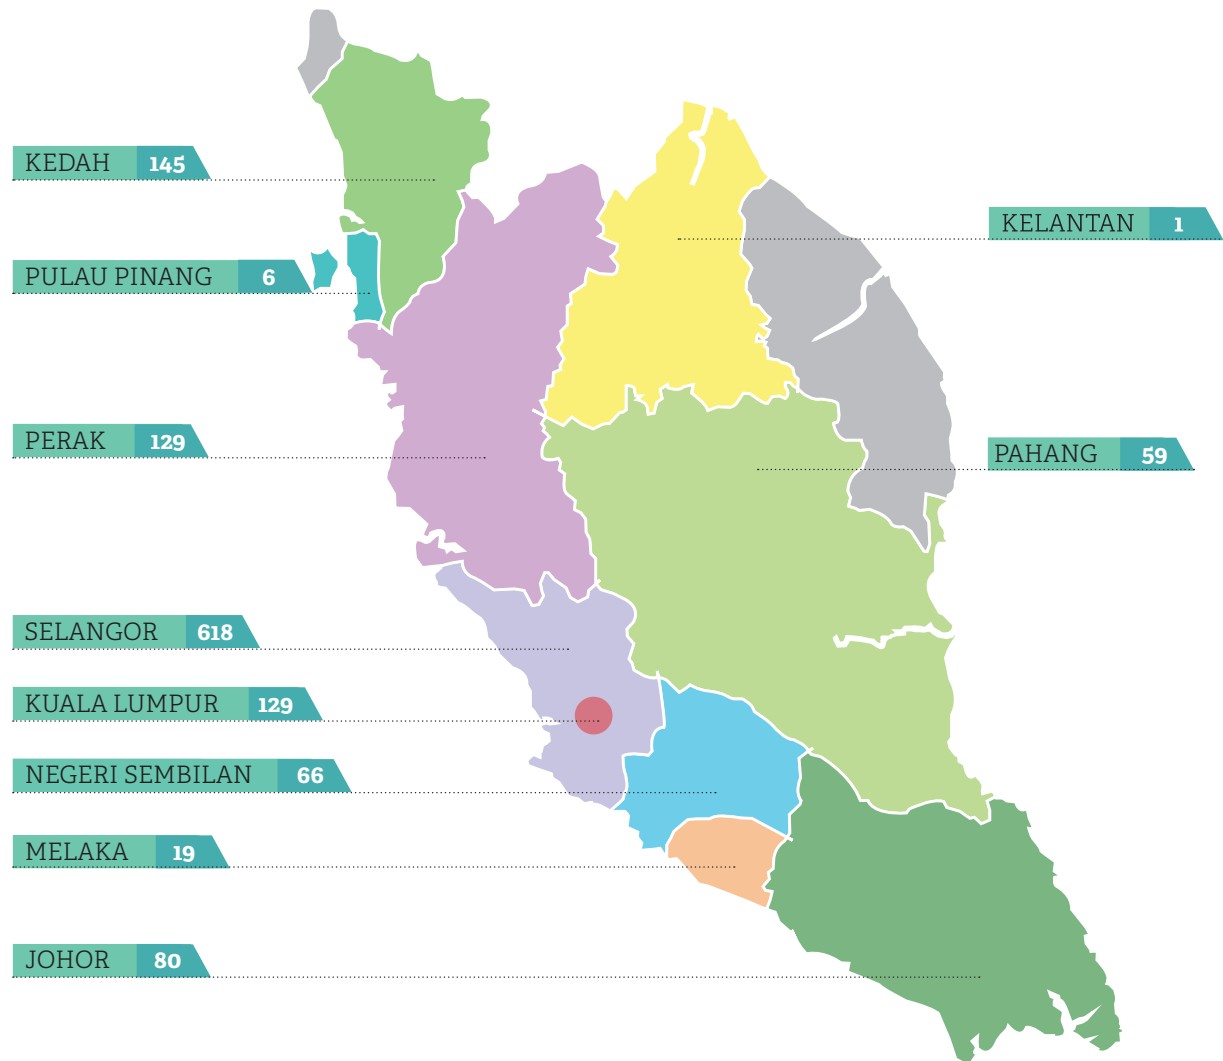 KEDAH 145
PULAU PINANG 6
PERAK 129
SELANGOR 618
KUALA LUMPUR 129
NEGERI SEMBILAN 66
MELAKA 19
JOHOR 80
KELANTAN 1
PAHANG 59